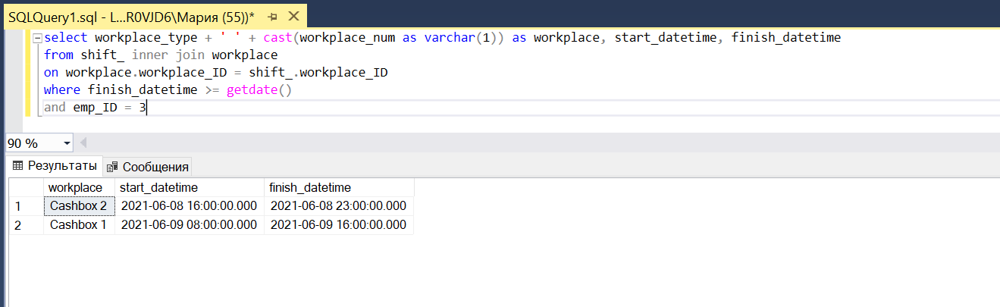 SQLQuery1.sql - L...R0VJD6\Мария (55))*
select workplace_type + ' ' + cast(workplace_num as varchar(1)) as workplace, start_datetime, finish_datetime
from shift_ inner join workplace
on workplace.workplace_ID = shift_.workplace_ID
where finish_datetime >= getdate()
and emp_ID = 3
90 %
Результаты Сообщения
workplace start_datetime finish_datetime
1 Cashbox 2 2021-06-08 16:00:00.000 2021-06-08 23:00:00.000
2 Cashbox 1 2021-06-09 08:00:00.000 2021-06-09 16:00:00.000